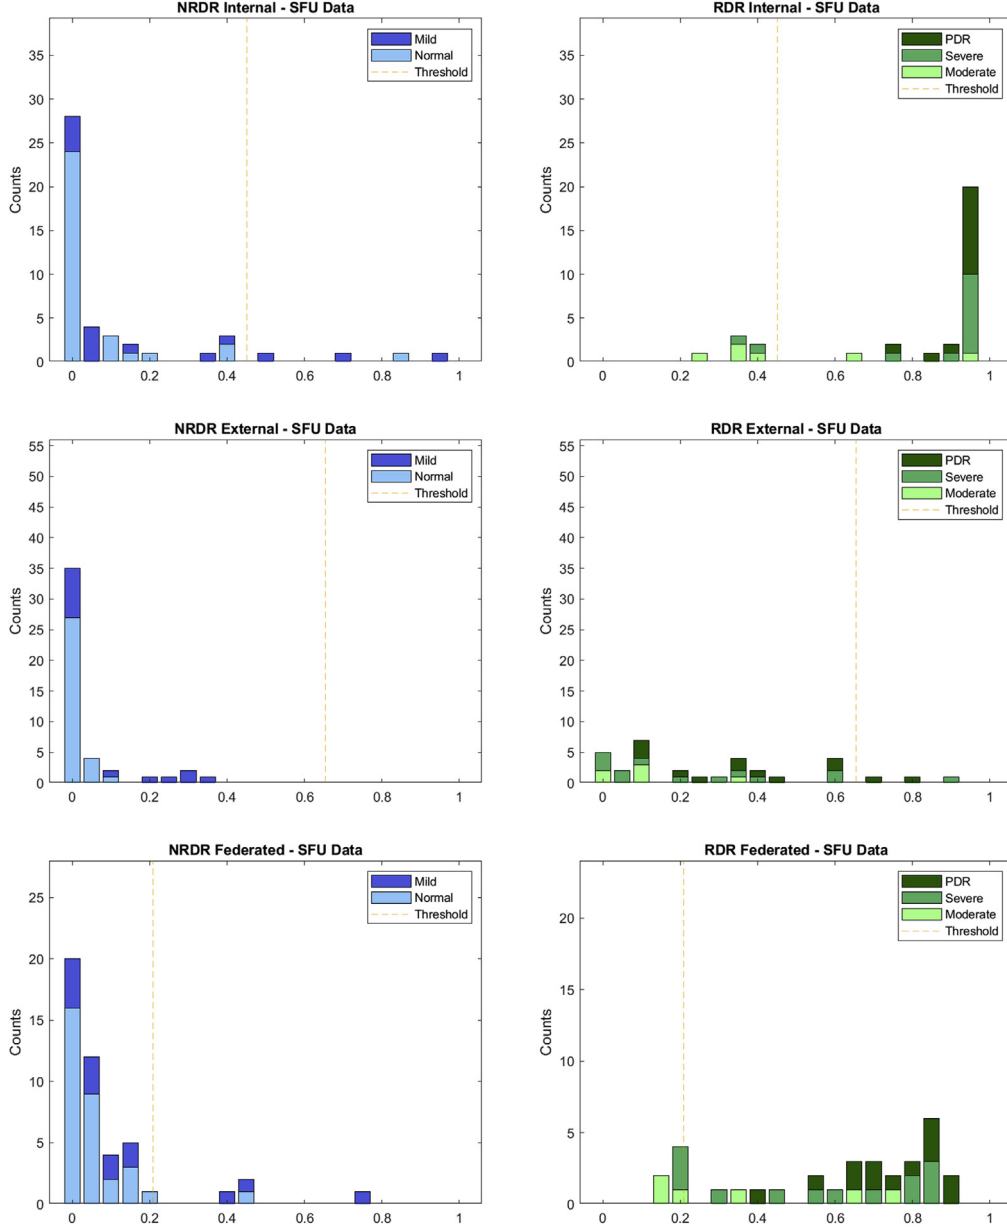 NRDR Internal - SFU Data
Counts
35
30
25
20
15
10
5
0
0 0.2 0.4 0.6 0.8 1
Mild
Normal
Threshold
RDR Internal - SFU Data
Counts
35
30
25
20
15
10
5
0
0 0.2 0.4 0.6 0.8 1
PDR
Severe
Moderate
Threshold
NRDR External - SFU Data
Counts
55
50
45
40
35
30
25
20
15
10
5
0
0 0.2 0.4 0.6 0.8 1
Mild
Normal
Threshold
RDR External - SFU Data
Counts
55
50
45
40
35
30
25
20
15
10
5
0
0 0.2 0.4 0.6 0.8 1
PDR
Severe
Moderate
Threshold
NRDR Federated - SFU Data
Counts
25
20
15
10
5
0
0 0.2 0.4 0.6 0.8 1
Mild
Normal
Threshold
RDR Federated - SFU Data
Counts
20
15
10
5
0
0 0.2 0.4 0.6 0.8 1
PDR
Severe
Moderate
Threshold